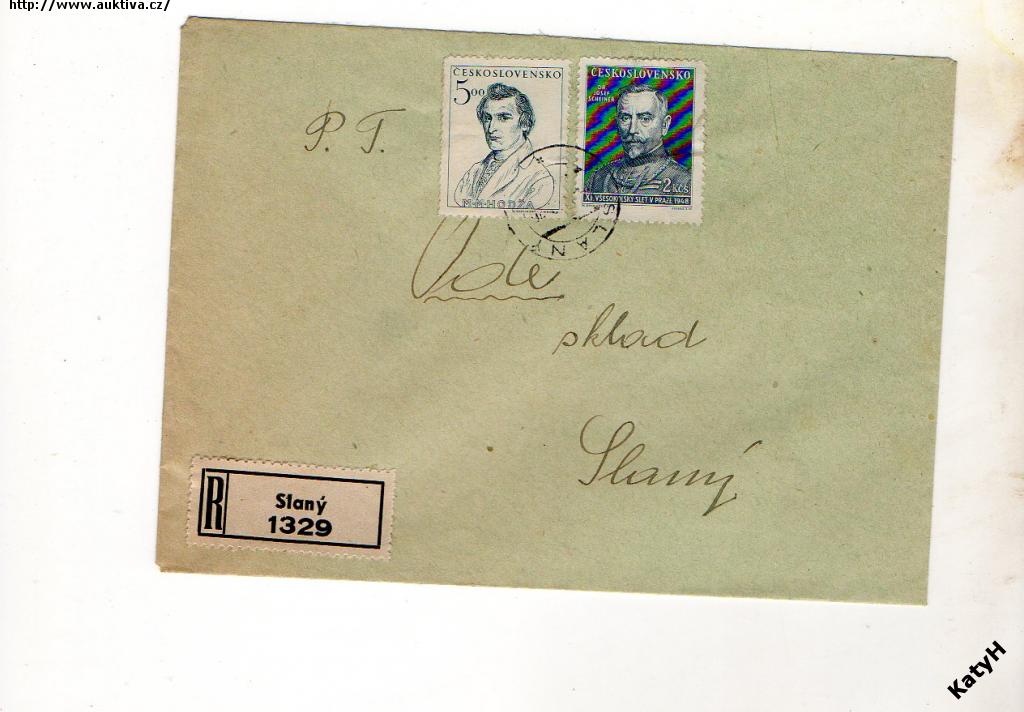 http://www.auktiva.cz/
ČESKOSLOVENSKO
5 00
M·M·HODŽA
ČESKOSLOVENSKO
DR
JOSEF
SCHEINER
2 Kčs
XI. VŠESOKOLSKÝ SLET V PRAZE 1948
SLANÝ
P. T.
sklad
Slaný
R
Slaný
1329
KatyH